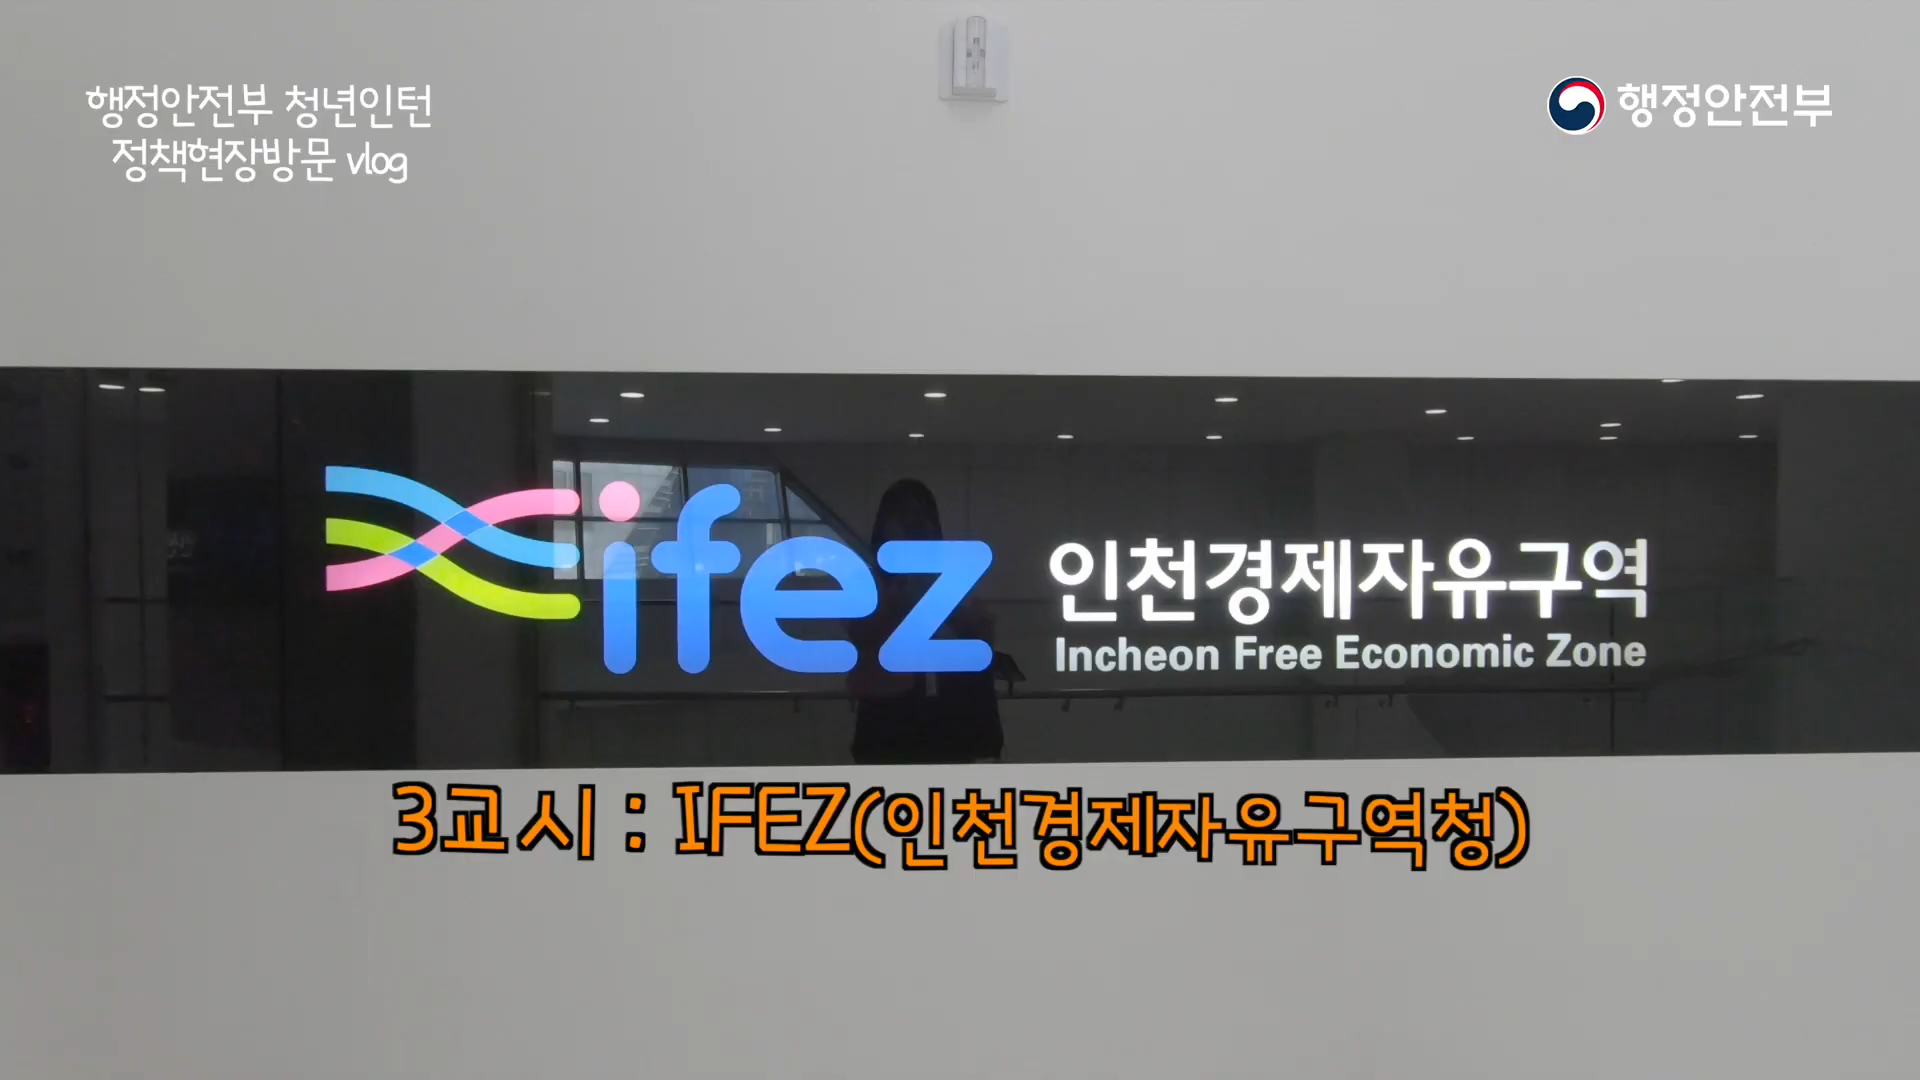 행정안전부 청년인턴
정책현장방문 vlog
행정안전부
ifez
인천경제자유구역
Incheon Free Economic Zone
3교시 : IFEZ(인천경제자유구역청)